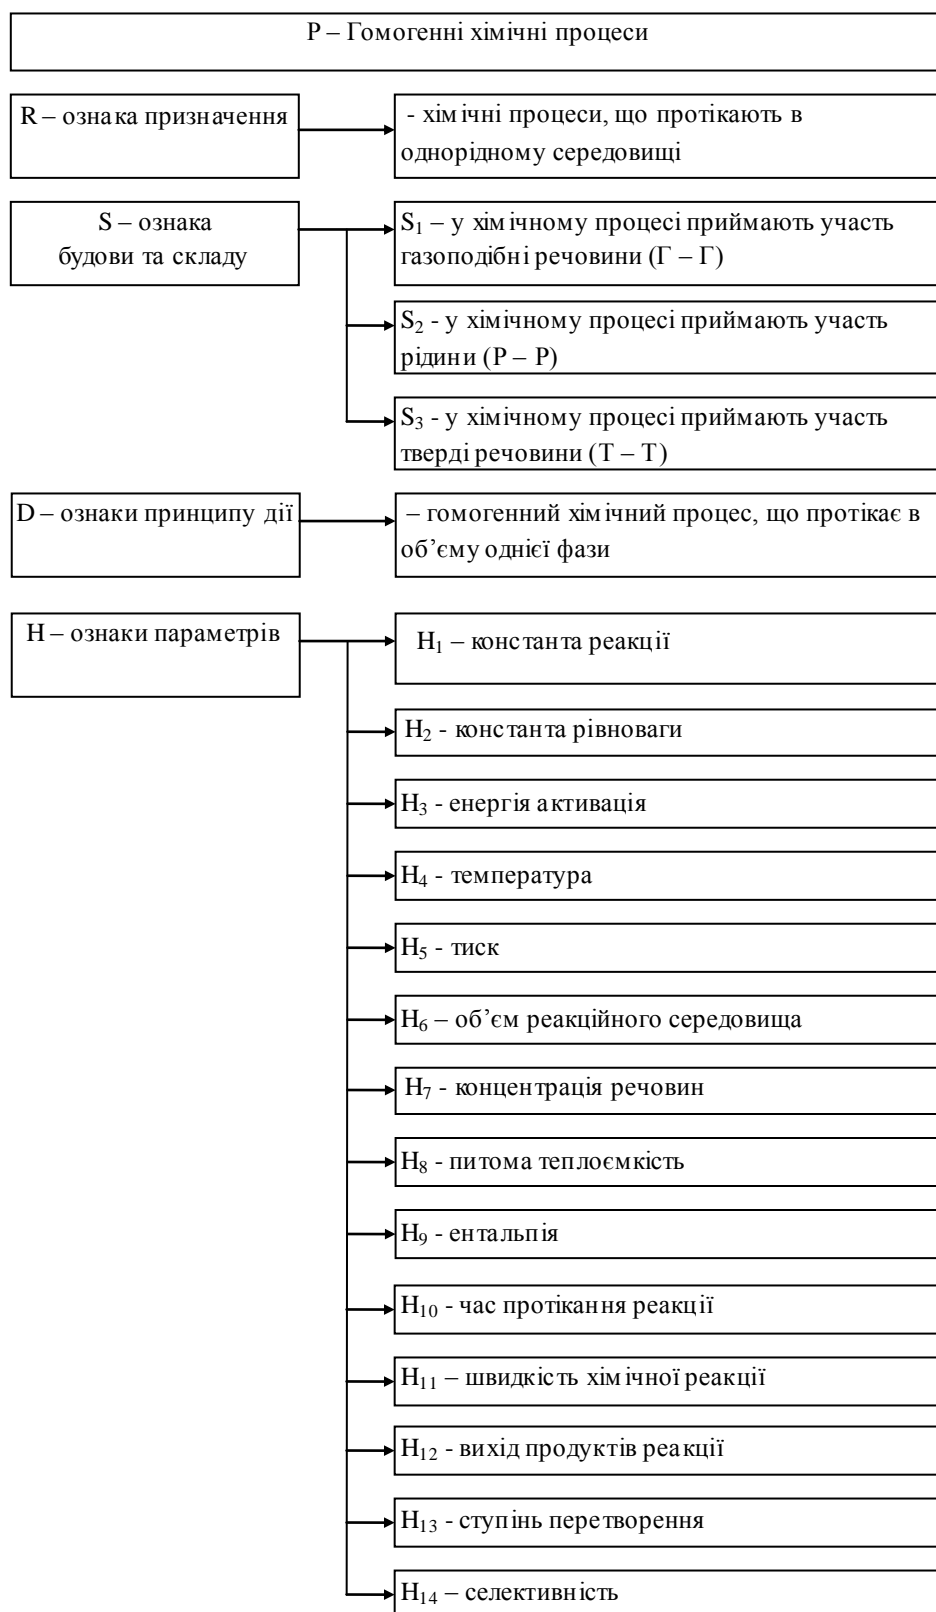 Р – Гомогенні хімічні процеси
R – ознака призначення
- хімічні процеси, що протікають в
однорідному середовищі
S – ознака
будови та складу
S₁ – у хімічному процесі приймають участь
газоподібні речовини (Г – Г)
S₂ - у хімічному процесі приймають участь
рідини (Р – Р)
S₃ - у хімічному процесі приймають участь
тверді речовини (Т – Т)
D – ознаки принципу дії
– гомогенний хімічний процес, що протікає в
об’єму однієї фази
Н – ознаки параметрів
Н₁ – константа реакції
Н₂ - константа рівноваги
Н₃ - енергія активація
Н₄ - температура
Н₅ - тиск
Н₆ – об’єм реакційного середовища
Н₇ - концентрація речовин
Н₈ - питома теплоємкість
Н₉ - ентальпія
Н₁₀ - час протікання реакції
Н₁₁ – швидкість хімічної реакції
Н₁₂ - вихід продуктів реакції
Н₁₃ - ступінь перетворення
Н₁₄ – селективність